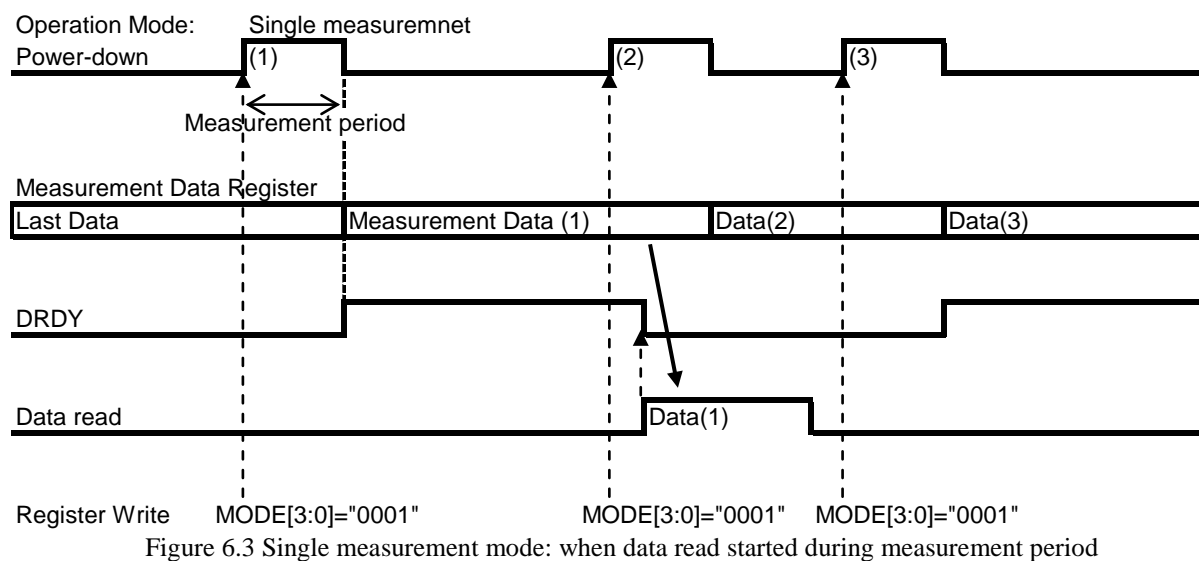 Operation Mode: Single measuremnet
Power-down
(1) (2) (3)
Measurement period
Measurement Data Register
Last Data Measurement Data (1) Data(2) Data(3)
DRDY
Data read Data(1)
Register Write MODE[3:0]="0001" MODE[3:0]="0001" MODE[3:0]="0001"
Figure 6.3 Single measurement mode: when data read started during measurement period